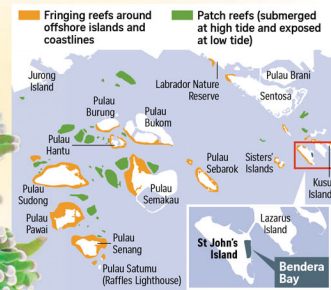 Fringing reefs around
offshore islands and
coastlines
Patch reefs (submerged
at high tide and exposed
at low tide)
Jurong
Island
Labrador Nature
Reserve
Pulau Brani
Sentosa
Pulau
Burung
Pulau
Bukom
Pulau
Hantu
Pulau
Sebarok
Sisters'
Islands
Kusu
Island
Pulau
Sudong
Pulau
Semakau
Pulau
Pawai
Pulau
Senang
Pulau Satumu
(Raffles Lighthouse)
Lazarus
Island
St John's
Island
Bendera
Bay